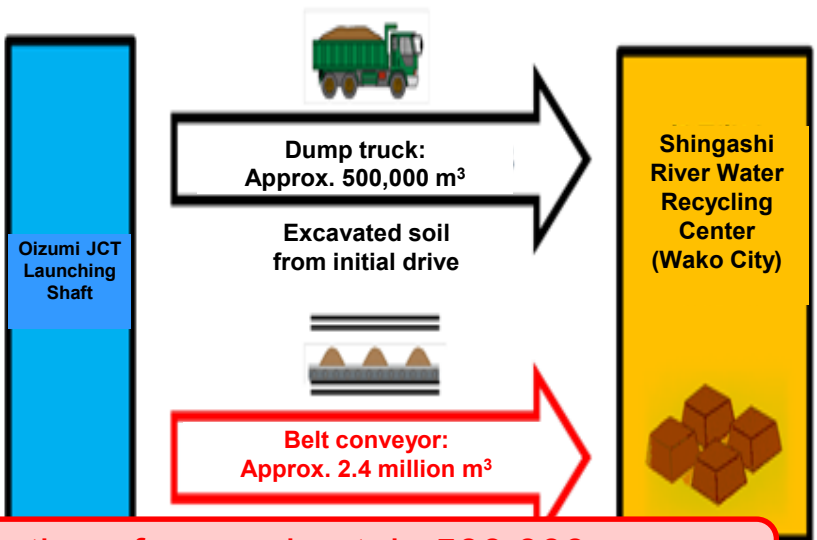 Oizumi JCT
Launching
Shaft
Dump truck:
Approx. 500,000 m³
Excavated soil
from initial drive
Belt conveyor:
Approx. 2.4 million m³
Shingashi
River Water
Recycling
Center
(Wako City)